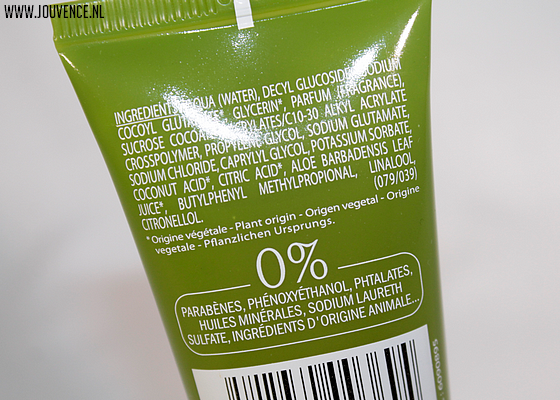 WWW.JOUVENCE.NL
INGREDIENTS: AQUA (WATER), DECYL GLUCOSIDE*, SODIUM
COCOYL GLUTAMATE*, GLYCERIN*, PARFUM (FRAGRANCE),
SUCROSE COCOATE*, ACRYLATES/C10-30 ALKYL ACRYLATE
CROSSPOLYMER, PROPYLENE GLYCOL, SODIUM GLUTAMATE,
SODIUM CHLORIDE, CAPRYLYL GLYCOL, POTASSIUM SORBATE,
COCONUT ACID*, CITRIC ACID*, ALOE BARBADENSIS LEAF
JUICE*, BUTYLPHENYL METHYLPROPIONAL, LINALOOL,
CITRONELLOL. (079/039)
*Origine végétale - Plant origin - Origen vegetal - Origine
vegetale - Pflanzlichen Ursprungs.
0%
PARABÈNES, PHÉNOXYÉTHANOL, PHTALATES,
HUILES MINÉRALES, SODIUM LAURETH
SULFATE, INGRÉDIENTS D'ORIGINE ANIMALE...